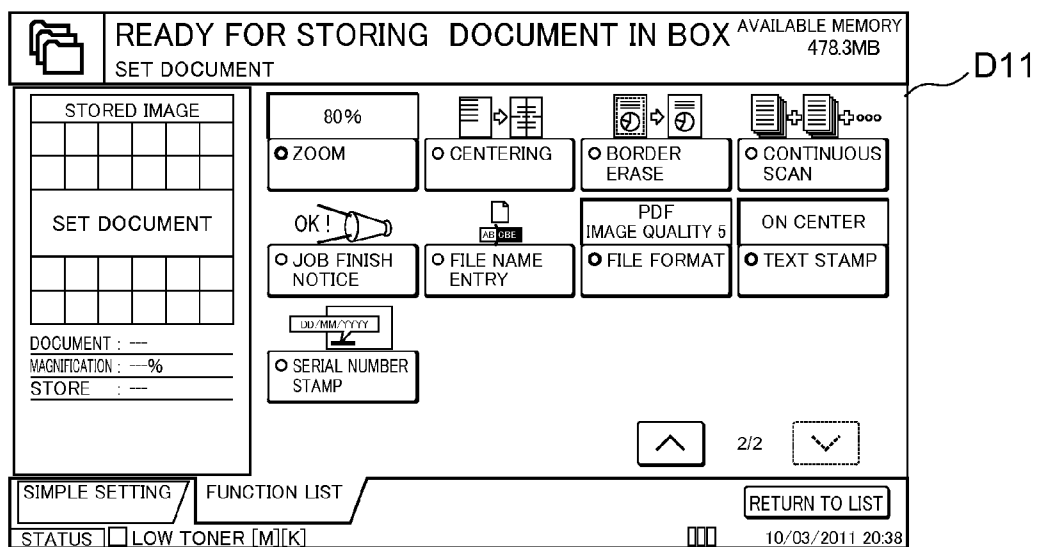 READY FOR STORING DOCUMENT IN BOX
AVAILABLE MEMORY
478.3MB
SET DOCUMENT
D11
STORED IMAGE
SET DOCUMENT
DOCUMENT : ---
MAGNIFICATION : ---%
STORE : ---
80%
ZOOM
CENTERING
BORDER
ERASE
CONTINUOUS
SCAN
OK!
JOB FINISH
NOTICE
AB CBE
FILE NAME
ENTRY
PDF
IMAGE QUALITY 5
FILE FORMAT
ON CENTER
TEXT STAMP
DD/MM/YYYY
SERIAL NUMBER
STAMP
2/2
SIMPLE SETTING
FUNCTION LIST
RETURN TO LIST
STATUS LOW TONER [M][K]
10/03/2011 20:38